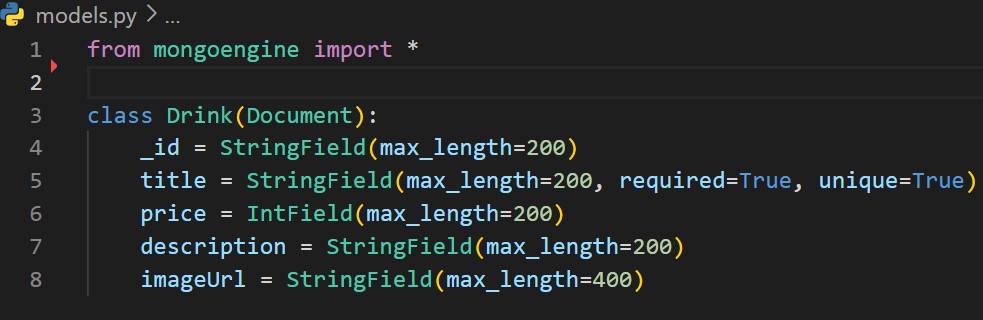 models.py > ...
1 from mongoengine import *
2
3 class Drink(Document):
4     _id = StringField(max_length=200)
5     title = StringField(max_length=200, required=True, unique=True)
6     price = IntField(max_length=200)
7     description = StringField(max_length=200)
8     imageUrl = StringField(max_length=400)